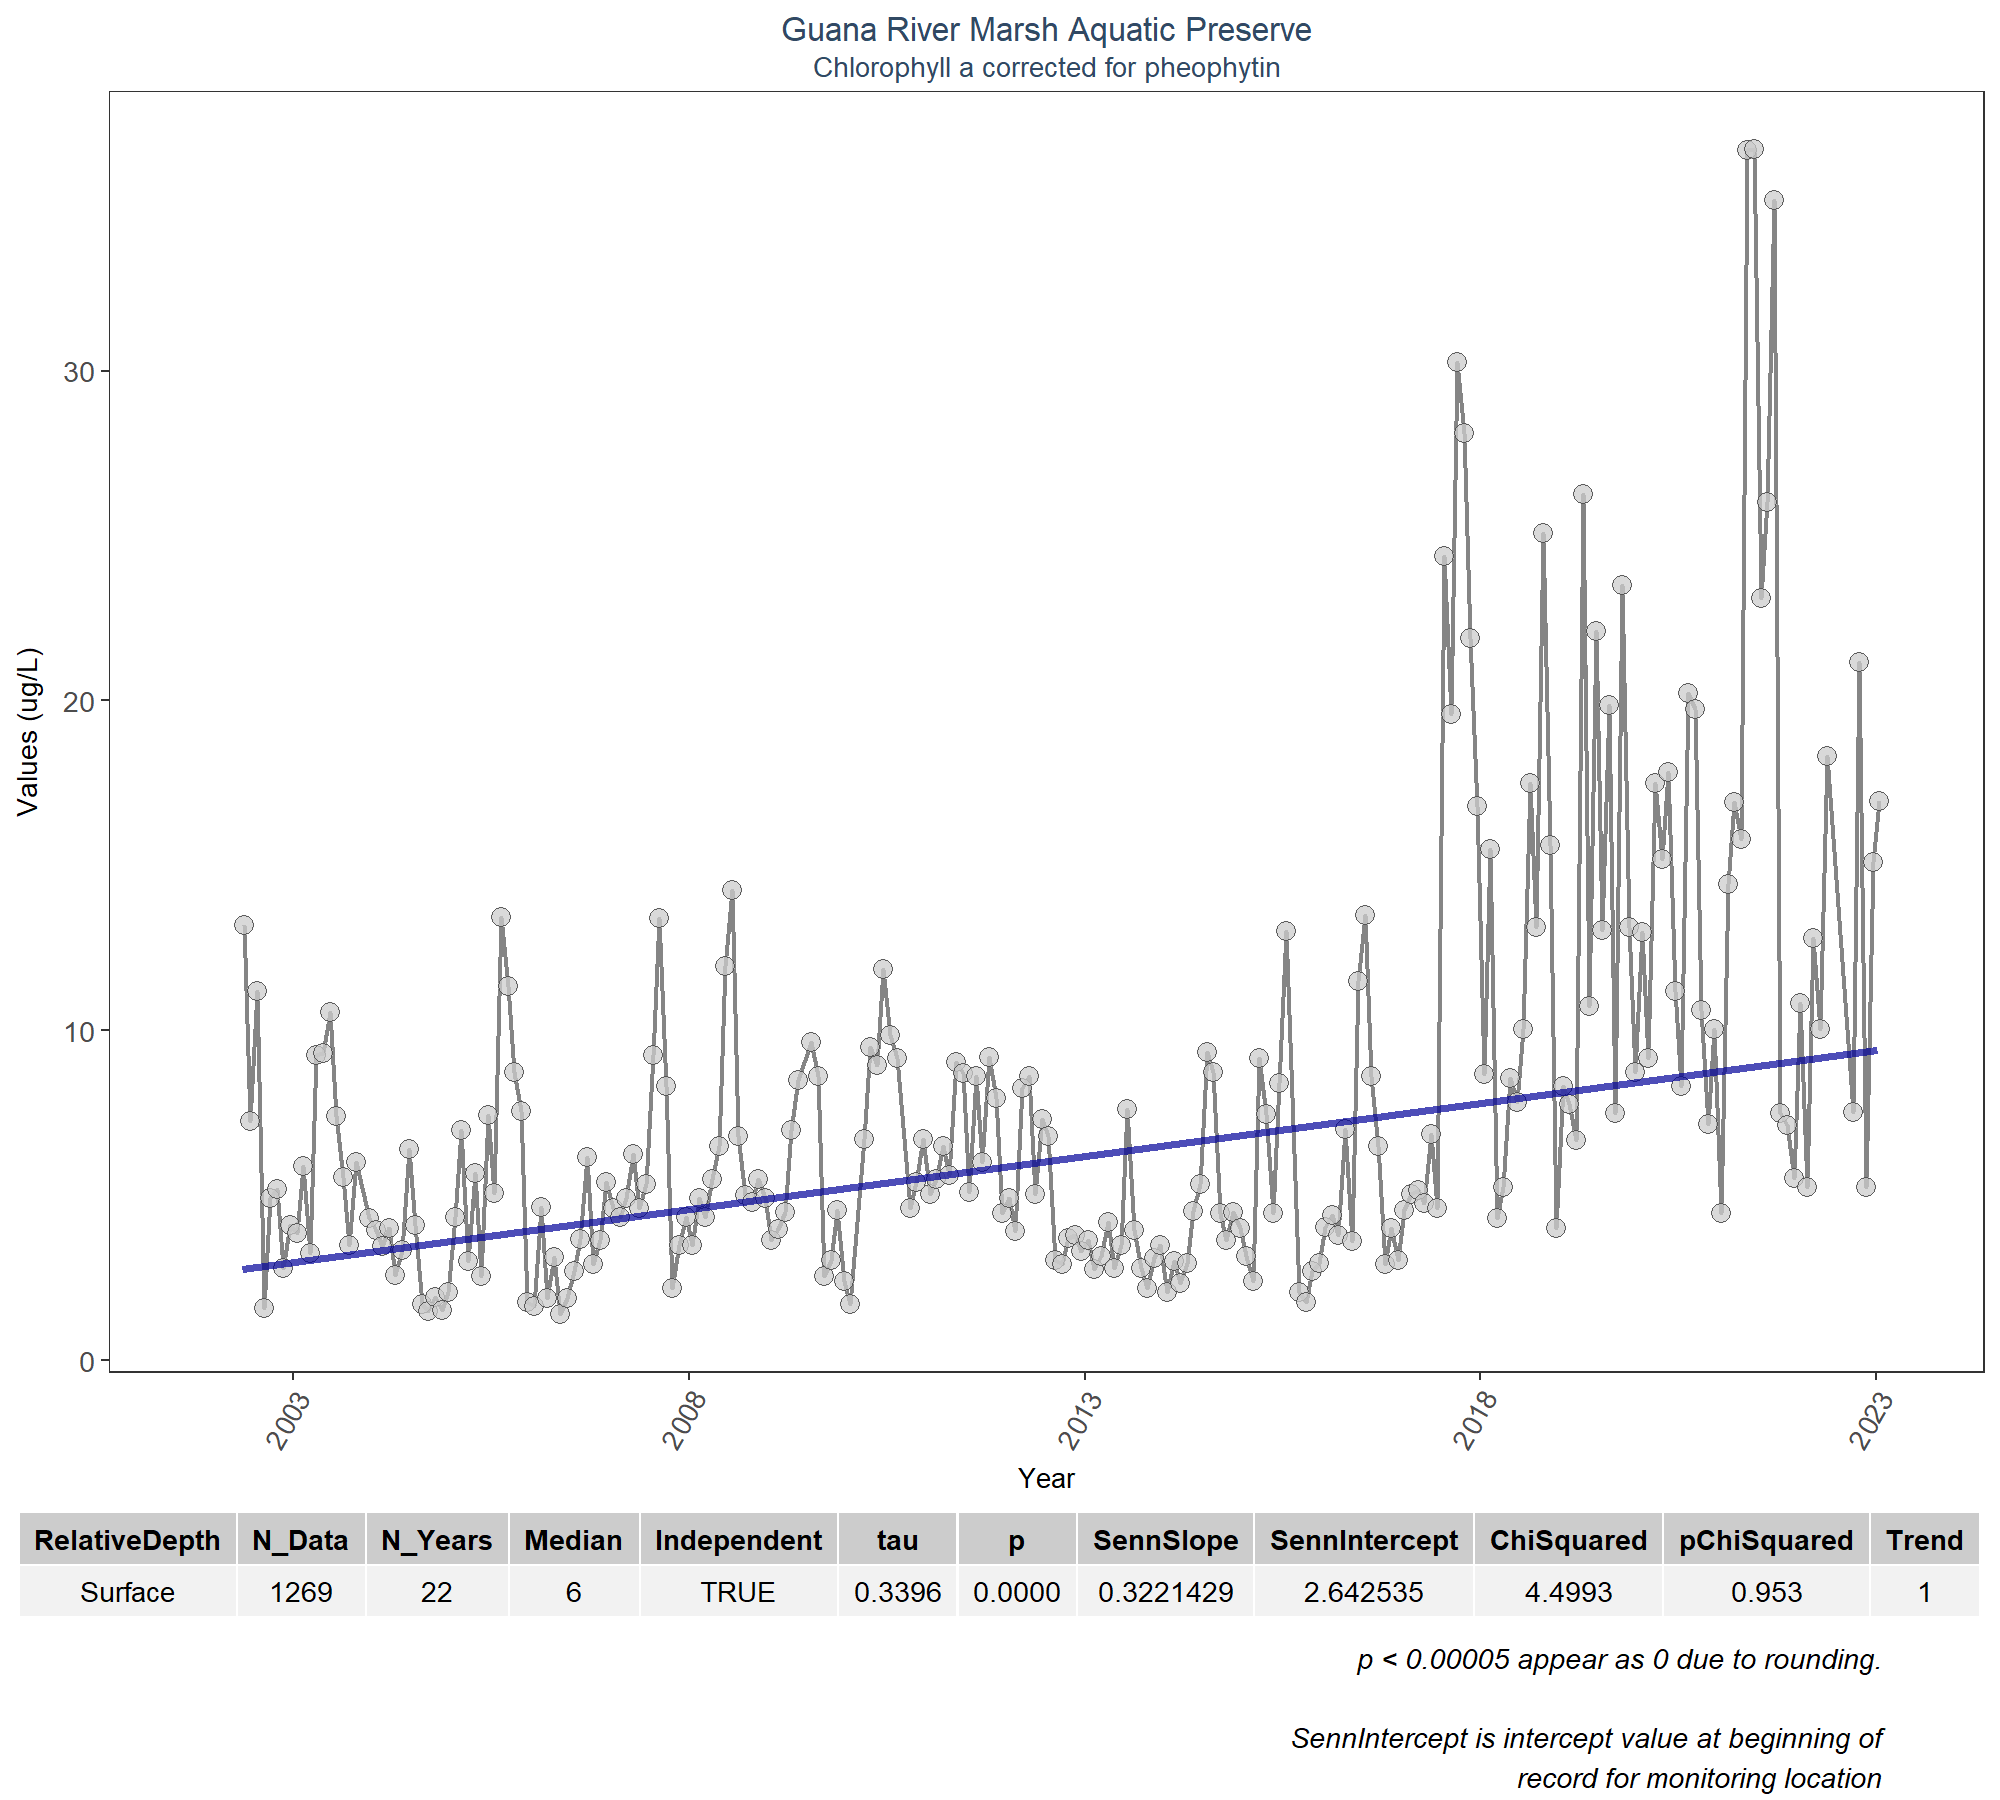 Guana River Marsh Aquatic Preserve
Chlorophyll a corrected for pheophytin
Values (ug/L)
30
20
10
0
2003
2008
2013
2018
2023
Year
RelativeDepth N_Data N_Years Median Independent tau p SennSlope SennIntercept ChiSquared pChiSquared Trend
Surface 1269 22 6 TRUE 0.3396 0.0000 0.3221429 2.642535 4.4993 0.953 1
p < 0.00005 appear as 0 due to rounding.
SennIntercept is intercept value at beginning of
record for monitoring location